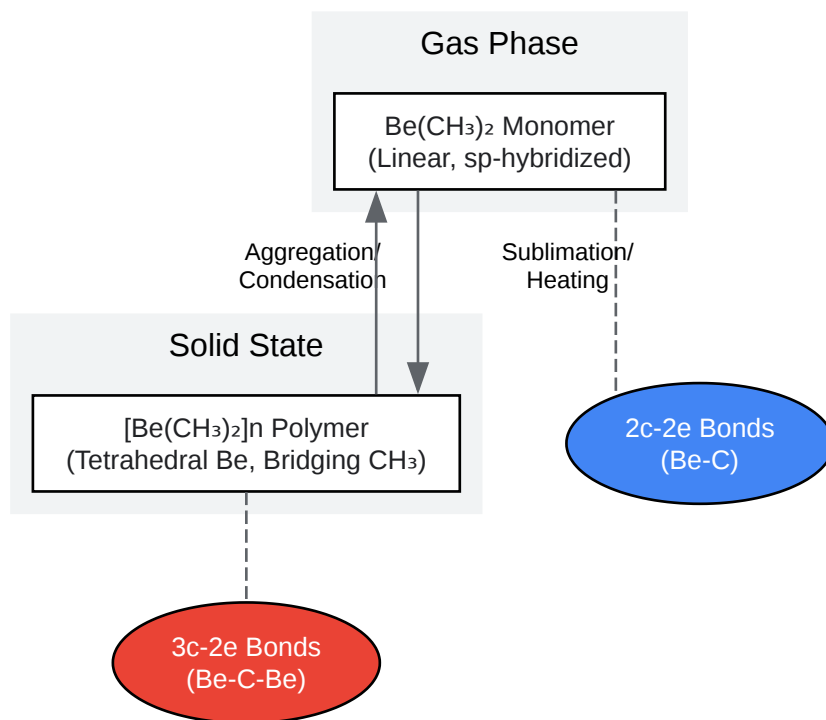 Gas Phase
Be(CH₃)₂ Monomer
(Linear, sp-hybridized)
Aggregation/
Condensation
Sublimation/
Heating
Solid State
[Be(CH₃)₂]n Polymer
(Tetrahedral Be, Bridging CH₃)
2c-2e Bonds
(Be-C)
3c-2e Bonds
(Be-C-Be)